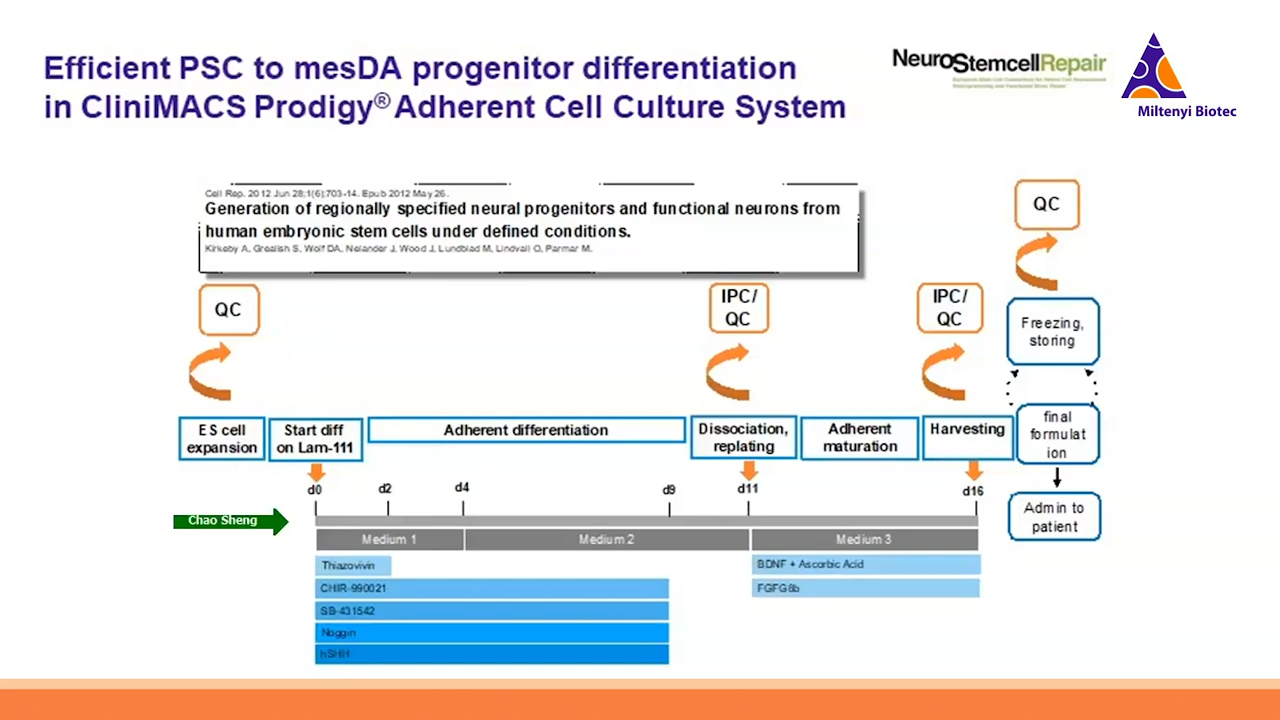 Efficient PSC to mesDA progenitor differentiation
in CliniMACS Prodigy® Adherent Cell Culture System
NeuroStemcellRepair
Miltenyi Biotec
Cell Rep. 2012 Jun 28;1(6):703-14. Epub 2012 May 26.
Generation of regionally specified neural progenitors and functional neurons from
human embryonic stem cells under defined conditions.
Kirkeby A, Grealish S, Wolf DA, Nelander J, Wood J, Lundblad M, Lindvall O, Parmar M.
QC
QC
IPC/
QC
IPC/
QC
Freezing,
storing
ES cell
expansion
Start diff
on Lam-111
Adherent differentiation
Dissociation,
replating
Adherent
maturation
Harvesting
final
formulat
ion
Admin to
patient
d0
d2
d4
d9
d11
d16
Chao Sheng
Medium 1
Medium 2
Medium 3
Thiazovivin
CHIR-990021
SB-431542
Noggin
hSHH
BDNF + Ascorbic Acid
FGFG8b